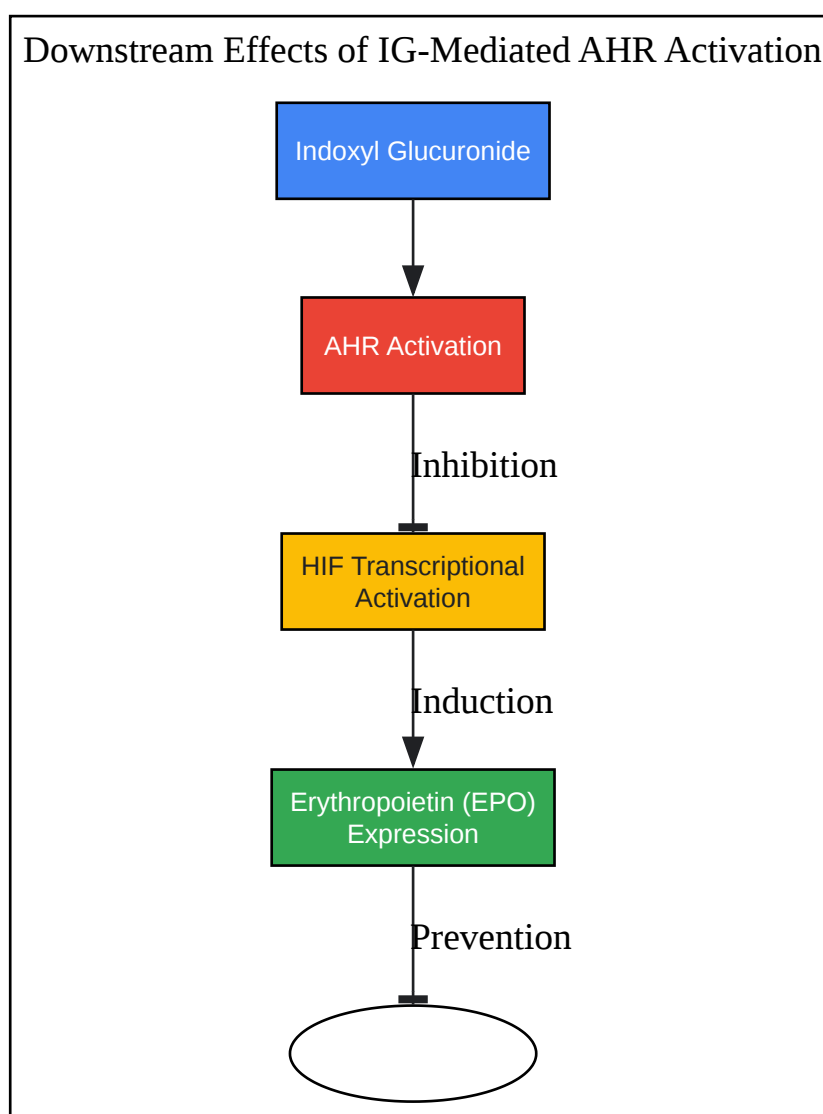 Downstream Effects of IG-Mediated AHR Activation
Indoxyl Glucuronide
AHR Activation
Inhibition
HIF Transcriptional
Activation
Induction
Erythropoietin (EPO)
Expression
Prevention